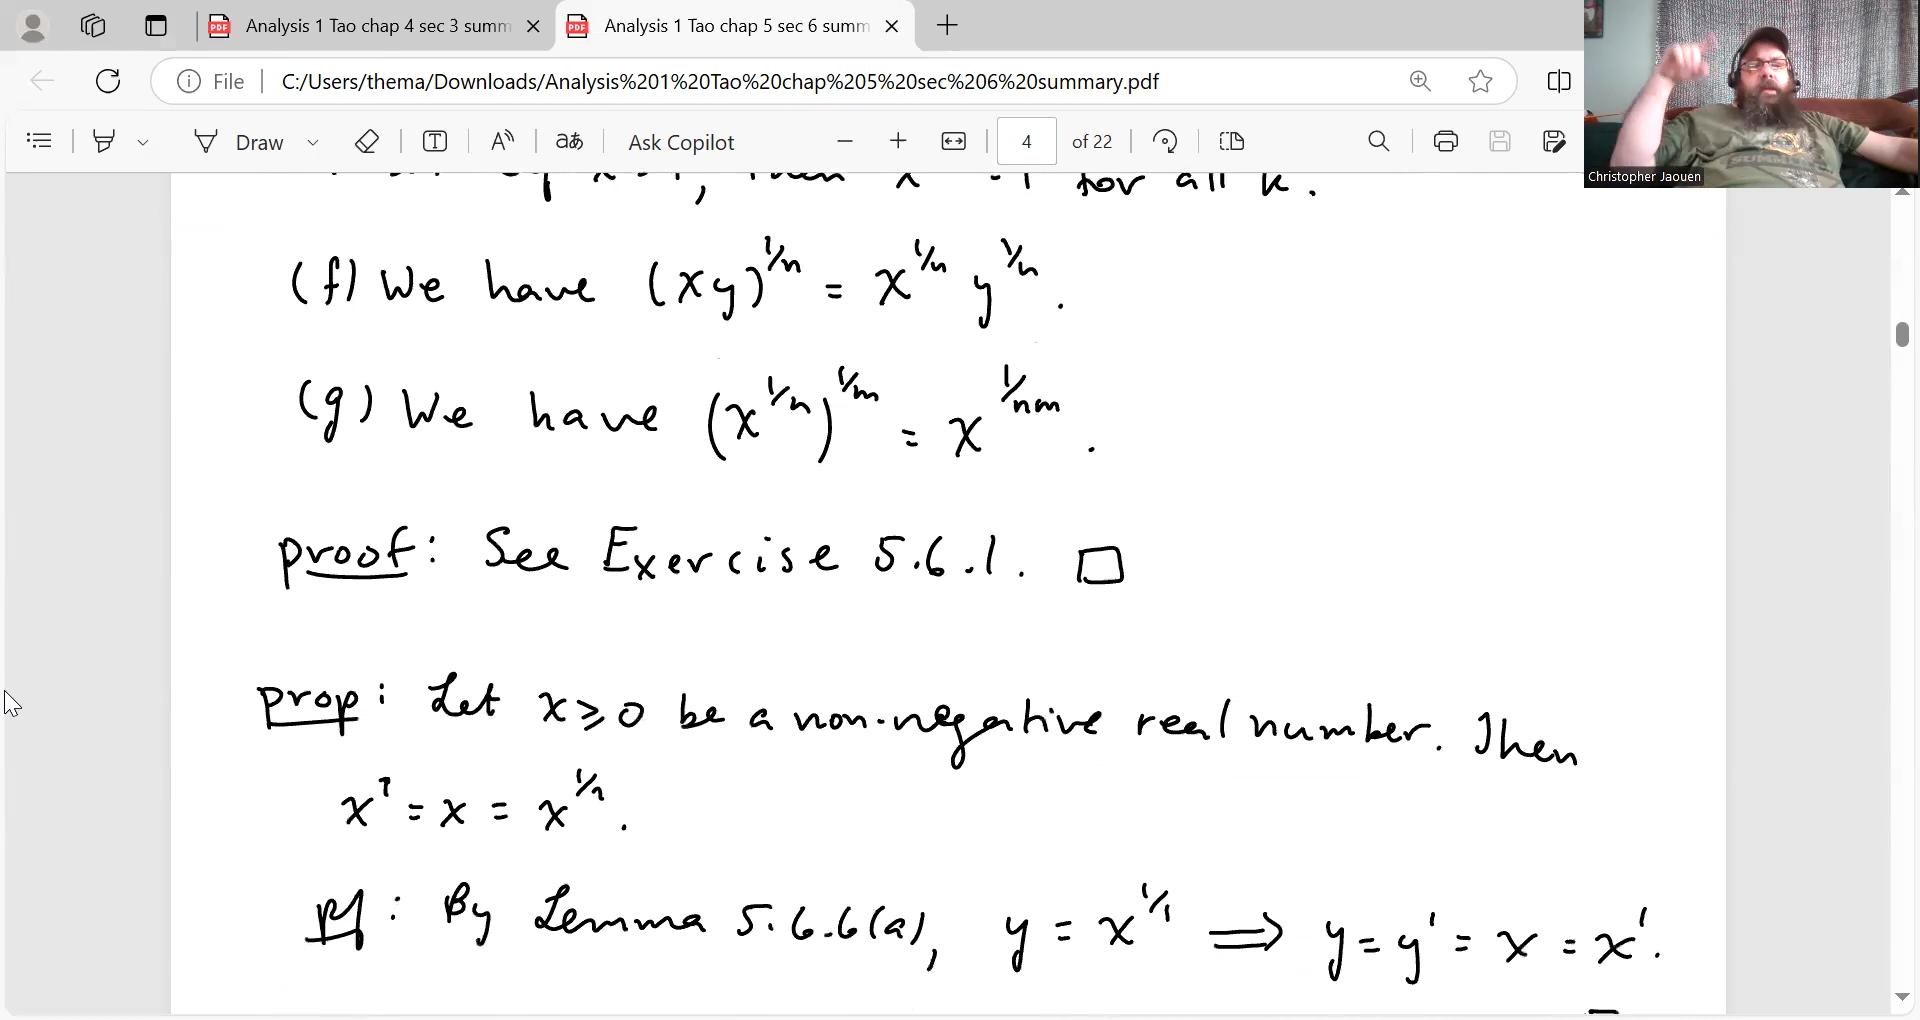 Analysis 1 Tao chap 4 sec 3 summ
Analysis 1 Tao chap 5 sec 6 summ
File
C:/Users/thema/Downloads/Analysis%201%20Tao%20chap%205%20sec%206%20summary.pdf
Draw
Ask Copilot
4 of 22
Christopher Jaouen
for all k.
(f) We have (xy)^{1/n} = x^{1/n} y^{1/n}.
(g) We have (x^{1/n})^{1/m} = x^{1/nm}.
proof: See Exercise 5.6.1. □
prop: Let x ≥ 0 be a non-negative real number. Then
x^1 = x = x^{1/1}.
pf: By Lemma 5.6.6(a), y = x^{1/1} ⟹ y = y^1 = x = x^1.